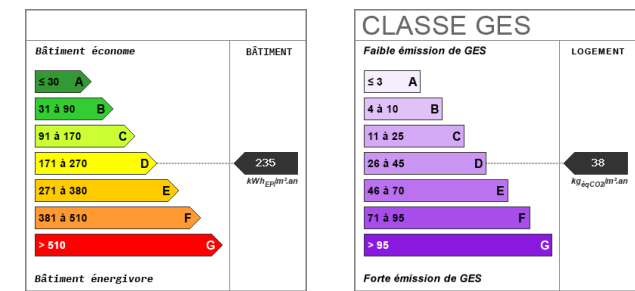 Bâtiment économe
BÂTIMENT
≤ 30 A
31 à 90 B
91 à 170 C
171 à 270 D
235
kWhEP/m².an
271 à 380 E
381 à 510 F
> 510 G
Bâtiment énergivore
CLASSE GES
Faible émission de GES
LOGEMENT
≤ 3 A
4 à 10 B
11 à 25 C
26 à 45 D
38
kgéqCO2/m².an
46 à 70 E
71 à 95 F
> 95 G
Forte émission de GES